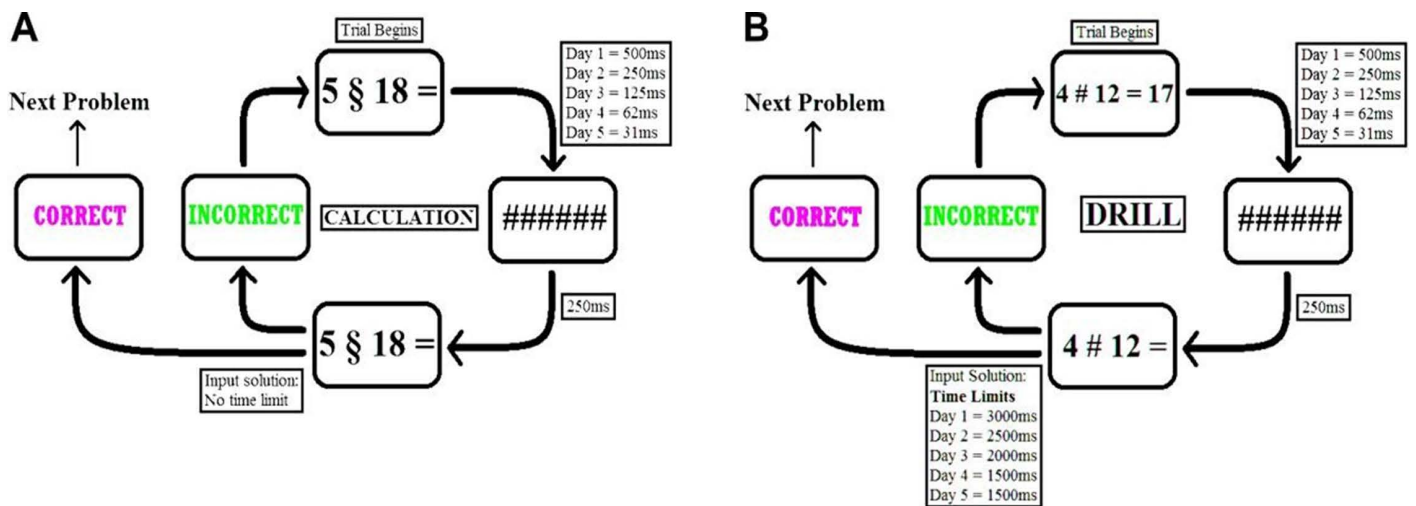 A
Trial Begins
5 § 18 =
Day 1 = 500ms
Day 2 = 250ms
Day 3 = 125ms
Day 4 = 62ms
Day 5 = 31ms
Next Problem
CORRECT
INCORRECT
CALCULATION
######
250ms
5 § 18 =
Input solution:
No time limit
B
Trial Begins
4 # 12 = 17
Day 1 = 500ms
Day 2 = 250ms
Day 3 = 125ms
Day 4 = 62ms
Day 5 = 31ms
Next Problem
CORRECT
INCORRECT
DRILL
######
250ms
4 # 12 =
Input Solution:
Time Limits
Day 1 = 3000ms
Day 2 = 2500ms
Day 3 = 2000ms
Day 4 = 1500ms
Day 5 = 1500ms